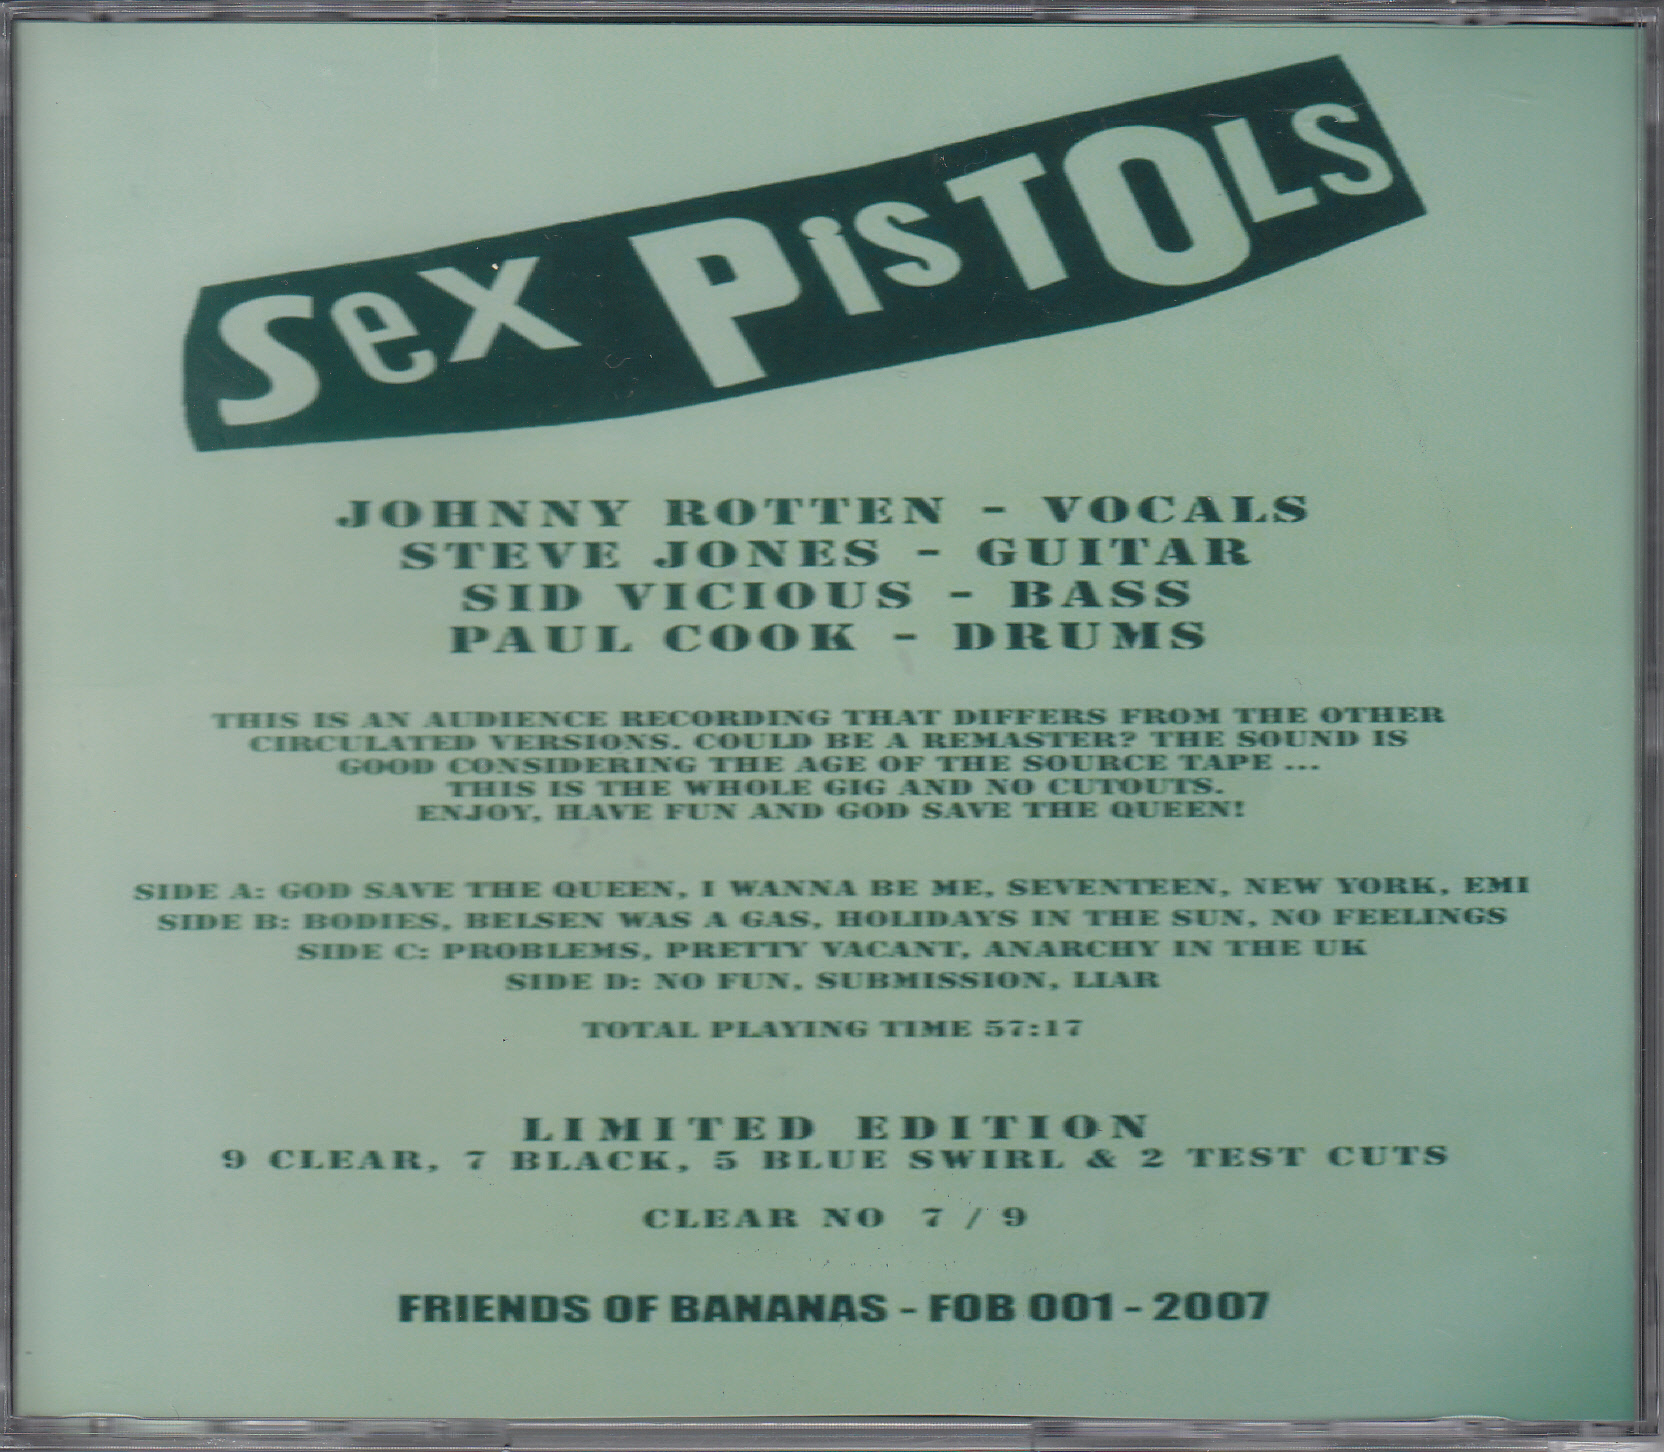 SeX PiSTOLS
JOHNNY ROTTEN - VOCALS
STEVE JONES - GUITAR
SID VICIOUS - BASS
PAUL COOK - DRUMS
THIS IS AN AUDIENCE RECORDING THAT DIFFERS FROM THE OTHER
CIRCULATED VERSIONS. COULD BE A REMASTER? THE SOUND IS
GOOD CONSIDERING THE AGE OF THE SOURCE TAPE ...
THIS IS THE WHOLE GIG AND NO CUTOUTS.
ENJOY, HAVE FUN AND GOD SAVE THE QUEEN!
SIDE A: GOD SAVE THE QUEEN, I WANNA BE ME, SEVENTEEN, NEW YORK, EMI
SIDE B: BODIES, BELSEN WAS A GAS, HOLIDAYS IN THE SUN, NO FEELINGS
SIDE C: PROBLEMS, PRETTY VACANT, ANARCHY IN THE UK
SIDE D: NO FUN, SUBMISSION, LIAR
TOTAL PLAYING TIME 57:17
LIMITED EDITION
9 CLEAR, 7 BLACK, 5 BLUE SWIRL & 2 TEST CUTS
CLEAR NO 7 / 9
FRIENDS OF BANANAS - FOB 001 - 2007